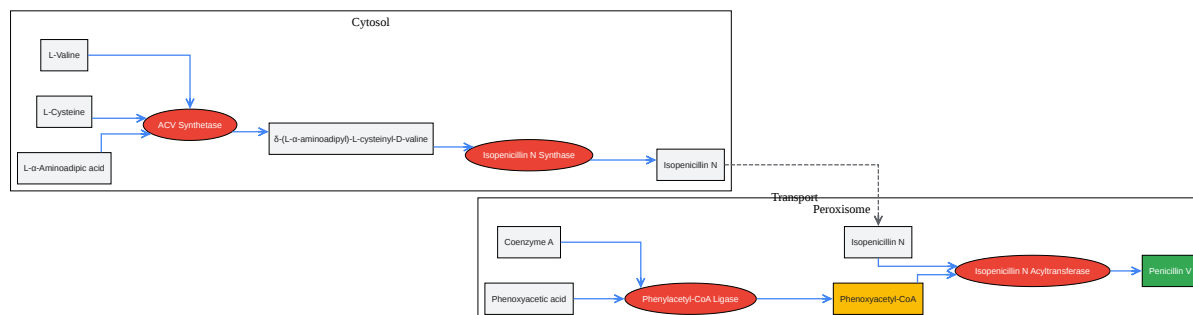 Cytosol
L-Valine
L-Cysteine
ACV Synthetase
δ-(L-α-aminoadipyl)-L-cysteinyl-D-valine
Isopenicillin N Synthase
L-α-Aminoadipic acid
Isopenicillin N
Transport
Peroxisome
Coenzyme A
Isopenicillin N
Isopenicillin N Acyltransferase
Penicillin V
Phenoxyacetic acid
Phenylacetyl-CoA Ligase
Phenoxyacetyl-CoA